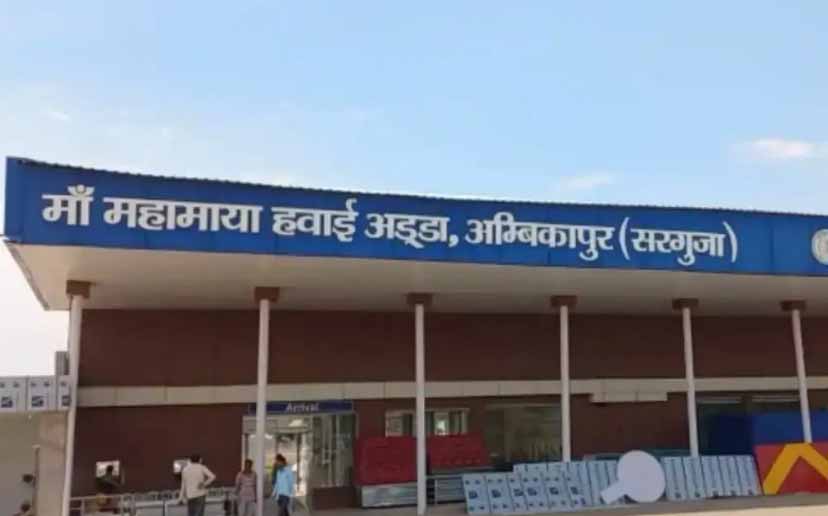 माँ महामाया हवाई अड्डा, अम्बिकापुर (सरगुजा)
Arrival